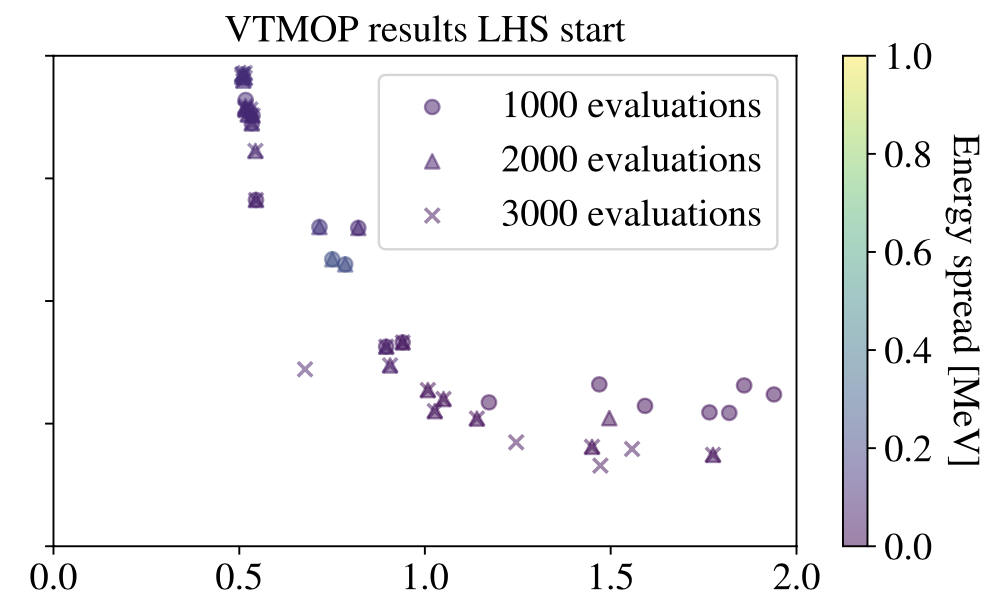 VTMOP results LHS start
1000 evaluations
2000 evaluations
3000 evaluations
0.0
0.5
1.0
1.5
2.0
1.0
0.8
0.6
0.4
0.2
0.0
Energy spread [MeV]